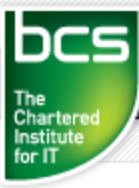 bcs
The
Chartered
Institute
for IT